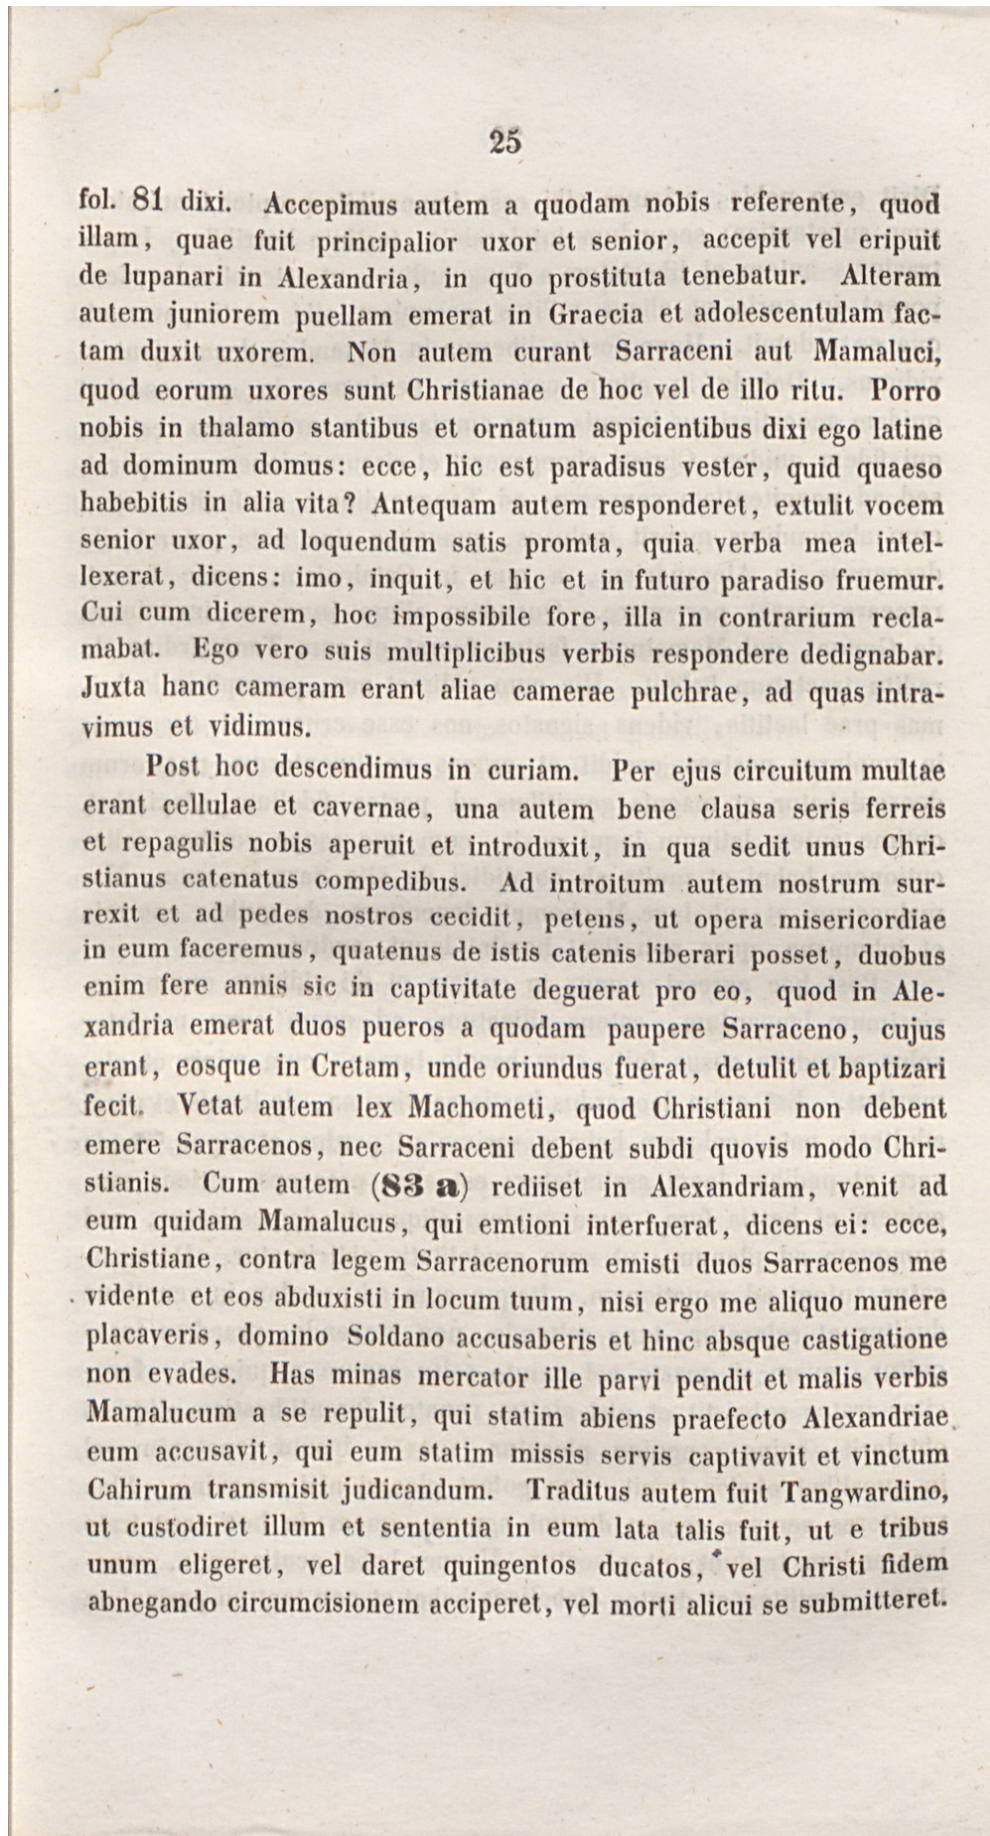 25
fol. 81 dixi. Accepimus autem a quodam nobis referente, quod
illam, quae fuit principalior uxor et senior, accepit vel eripuit
de lupanari in Alexandria, in quo prostituta tenebatur. Alteram
autem juniorem puellam emerat in Graecia et adolescentulam fac-
tam duxit uxorem. Non autem curant Sarraceni aut Mamaluci,
quod eorum uxores sunt Christianae de hoc vel de illo ritu. Porro
nobis in thalamo stantibus et ornatum aspicientibus dixi ego latine
ad dominum domus: ecce, hic est paradisus vester, quid quaeso
habebitis in alia vita? Antequam autem responderet, extulit vocem
senior uxor, ad loquendum satis promta, quia verba mea intel-
lexerat, dicens: imo, inquit, et hic et in futuro paradiso fruemur.
Cui cum dicerem, hoc impossibile fore, illa in contrarium recla-
mabat. Ego vero suis multiplicibus verbis respondere dedignabar.
Juxta hanc cameram erant aliae camerae pulchrae, ad quas intra-
vimus et vidimus.
Post hoc descendimus in curiam. Per ejus circuitum multae
erant cellulae et cavernae, una autem bene clausa seris ferreis
et repagulis nobis aperuit et introduxit, in qua sedit unus Chri-
stianus catenatus compedibus. Ad introitum autem nostrum sur-
rexit et ad pedes nostros cecidit, petens, ut opera misericordiae
in eum faceremus, quatenus de istis catenis liberari posset, duobus
enim fere annis sic in captivitate deguerat pro eo, quod in Ale-
xandria emerat duos pueros a quodam paupere Sarraceno, cujus
erant, eosque in Cretam, unde oriundus fuerat, detulit et baptizari
fecit. Vetat autem lex Machometi, quod Christiani non debent
emere Sarracenos, nec Sarraceni debent subdi quovis modo Chri-
stianis. Cum autem (83 a) rediiset in Alexandriam, venit ad
eum quidam Mamalucus, qui emtioni interfuerat, dicens ei: ecce,
Christiane, contra legem Sarracenorum emisti duos Sarracenos me
vidente et eos abduxisti in locum tuum, nisi ergo me aliquo munere
placaveris, domino Soldano accusaberis et hinc absque castigatione
non evades. Has minas mercator ille parvi pendit et malis verbis
Mamalucum a se repulit, qui statim abiens praefecto Alexandriae
eum accusavit, qui eum statim missis servis captivavit et vinctum
Cahirum transmisit judicandum. Traditus autem fuit Tangwardino,
ut custodiret illum et sententia in eum lata talis fuit, ut e tribus
unum eligeret, vel daret quingentos ducatos, vel Christi fidem
abnegando circumcisionem acciperet, vel morti alicui se submitteret.